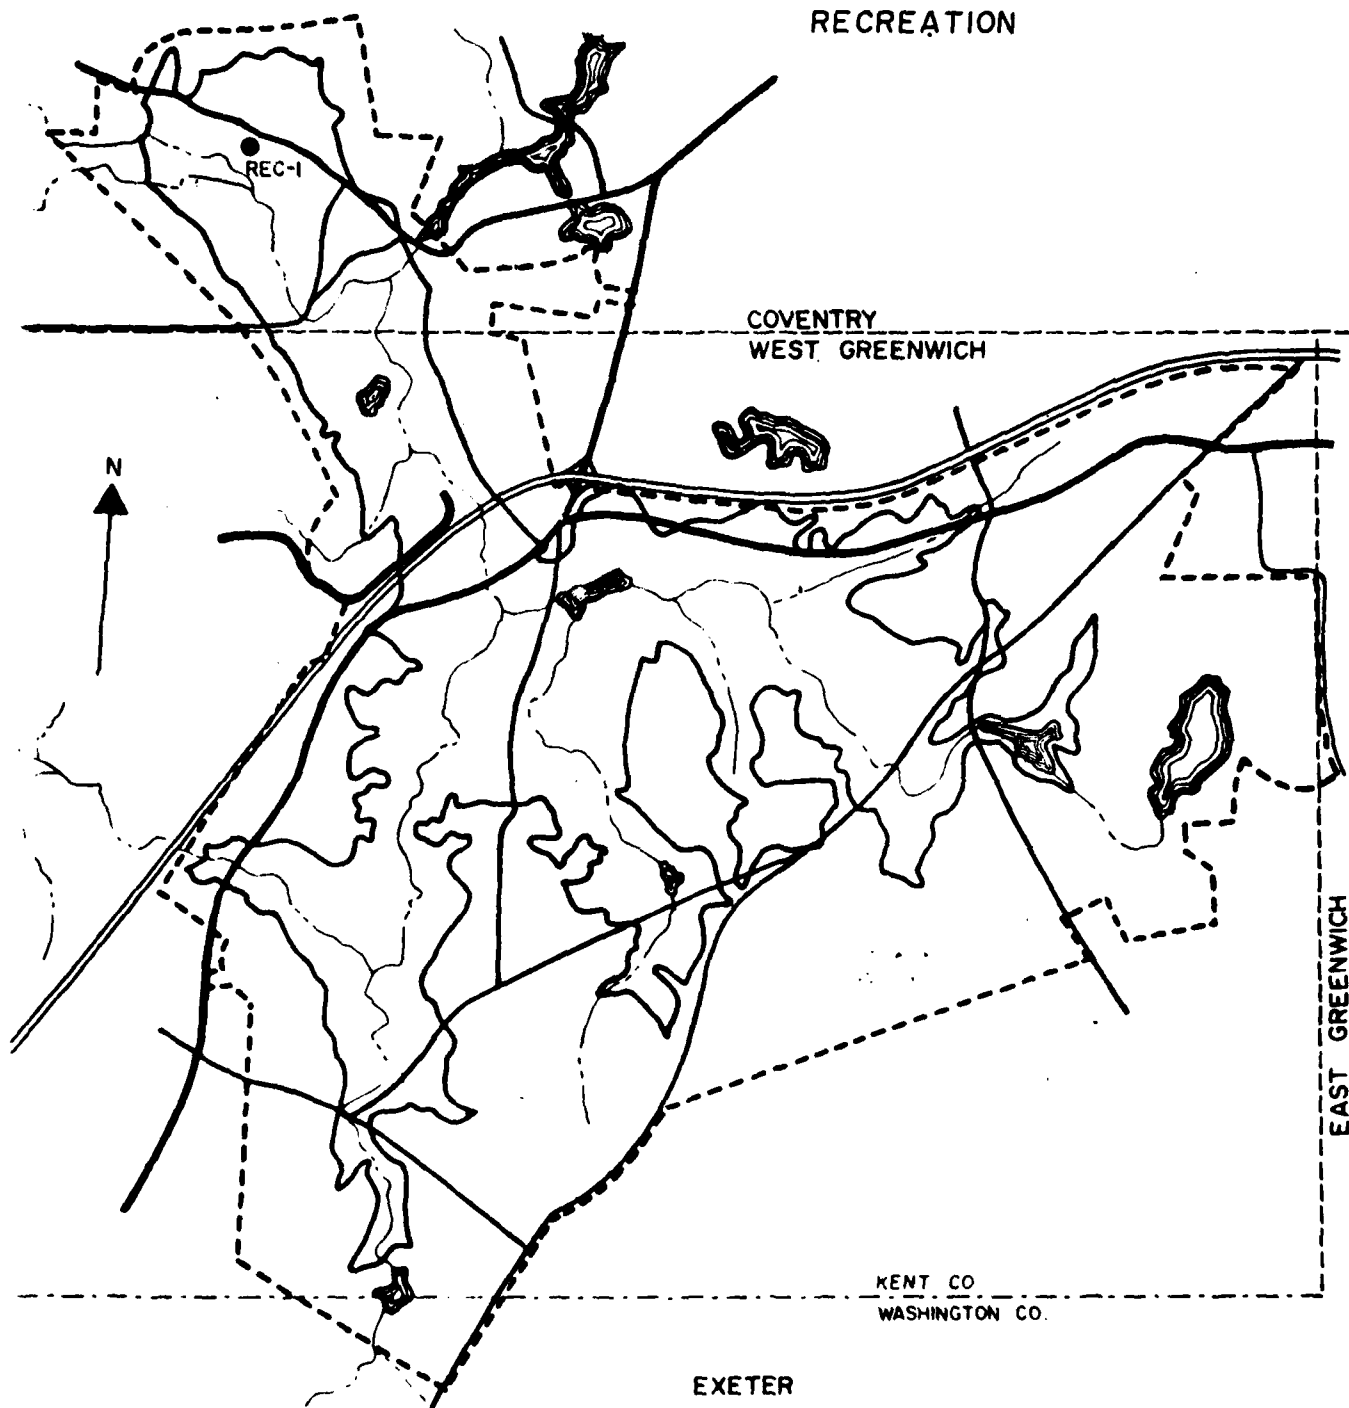 RECREATION
REC-1
COVENTRY
WEST GREENWICH
N
EAST GREENWICH
KENT CO
WASHINGTON CO.
EXETER